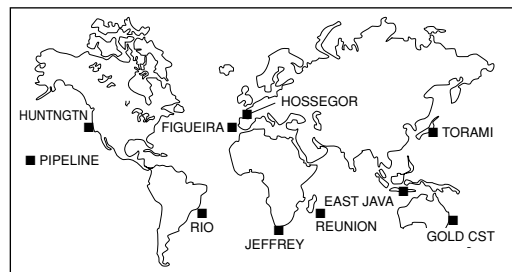 HOSSEGOR
HUNTNGTN
FIGUEIRA
TORAMI
PIPELINE
EAST JAVA
RIO
REUNION
JEFFREY
GOLD CST